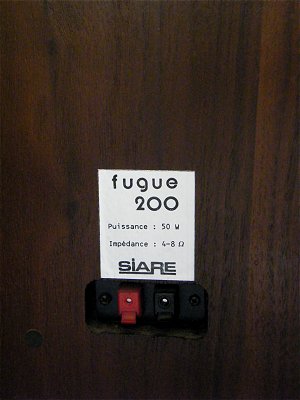 fugue
200
Puissance : 50 W
Impédance : 4-8 Ω
SIARE